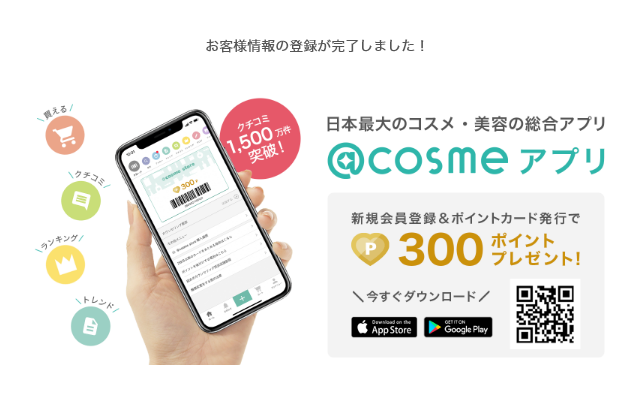 お客様情報の登録が完了しました！
買える
クチコミ
ランキング
トレンド
クチコミ
1,500万件
突破！
日本最大のコスメ・美容の総合アプリ
@cosmeアプリ
新規会員登録＆ポイントカード発行で
P 300 ポイント
プレゼント！
＼今すぐダウンロード／
Download on the
App Store
GET IT ON
Google Play